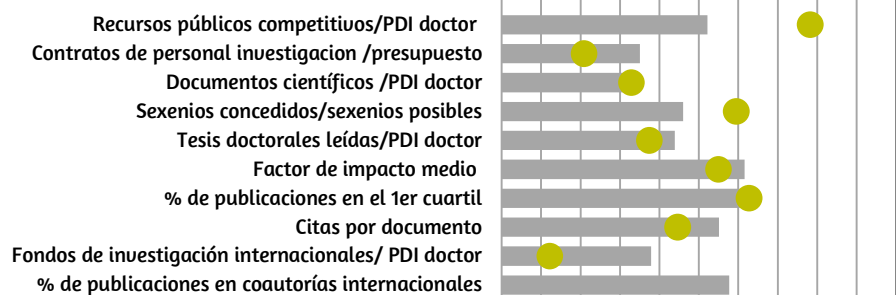 Recursos públicos competitivos/PDI doctor
Contratos de personal investigacion /presupuesto
Documentos científicos /PDI doctor
Sexenios concedidos/sexenios posibles
Tesis doctorales leídas/PDI doctor
Factor de impacto medio
% de publicaciones en el 1er cuartil
Citas por documento
Fondos de investigación internacionales/ PDI doctor
% de publicaciones en coautorías internacionales